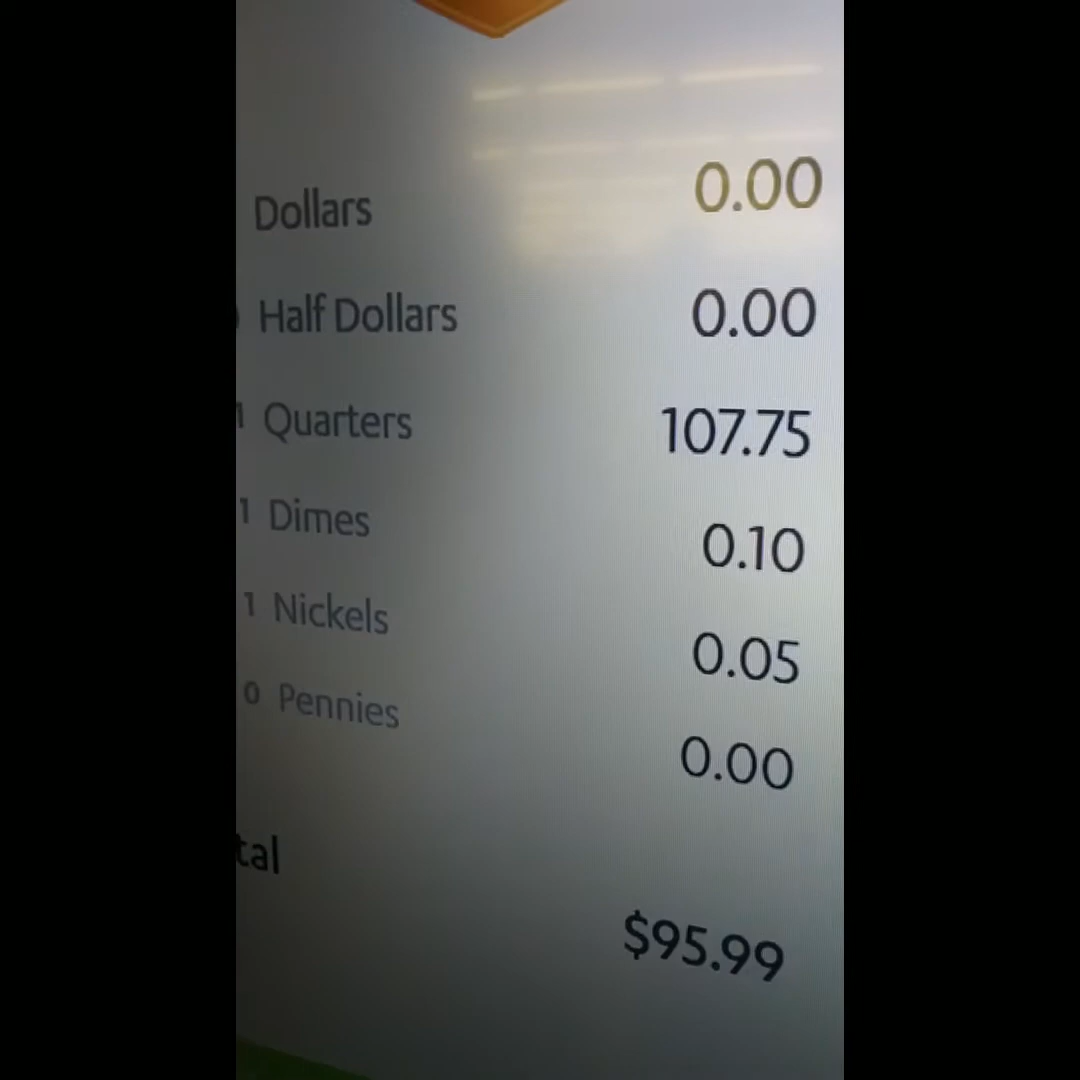 Dollars 0.00
Half Dollars 0.00
1 Quarters 107.75
1 Dimes 0.10
1 Nickels 0.05
0 Pennies 0.00
tal
$95.99